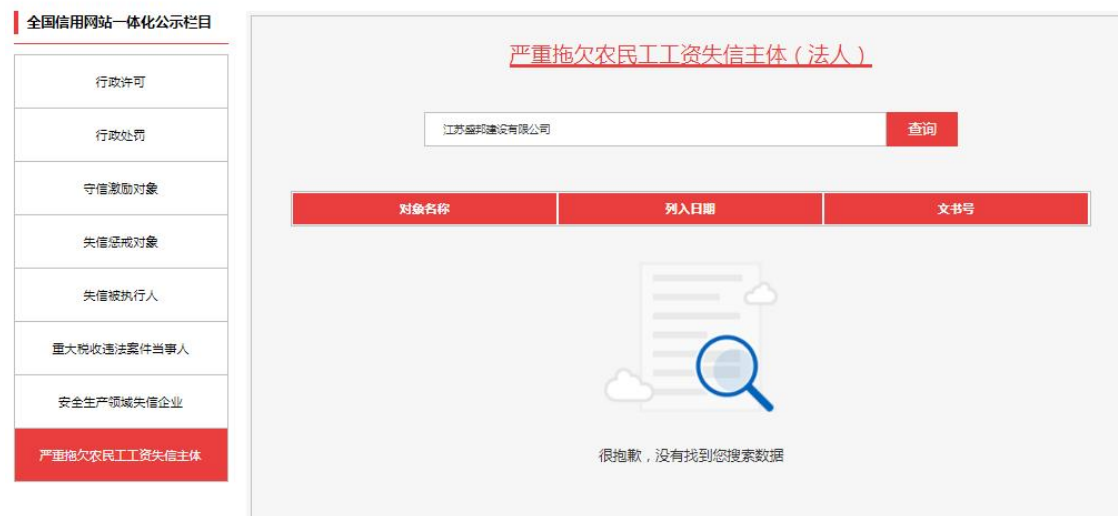 全国信用网站一体化公示栏目
行政许可
行政处罚
守信激励对象
失信惩戒对象
失信被执行人
重大税收违法案件当事人
安全生产领域失信企业
严重拖欠农民工工资失信主体
严重拖欠农民工工资失信主体（法人）
江苏盛邦建设有限公司
查询
对象名称 列入日期 文书号
很抱歉，没有找到您搜索数据